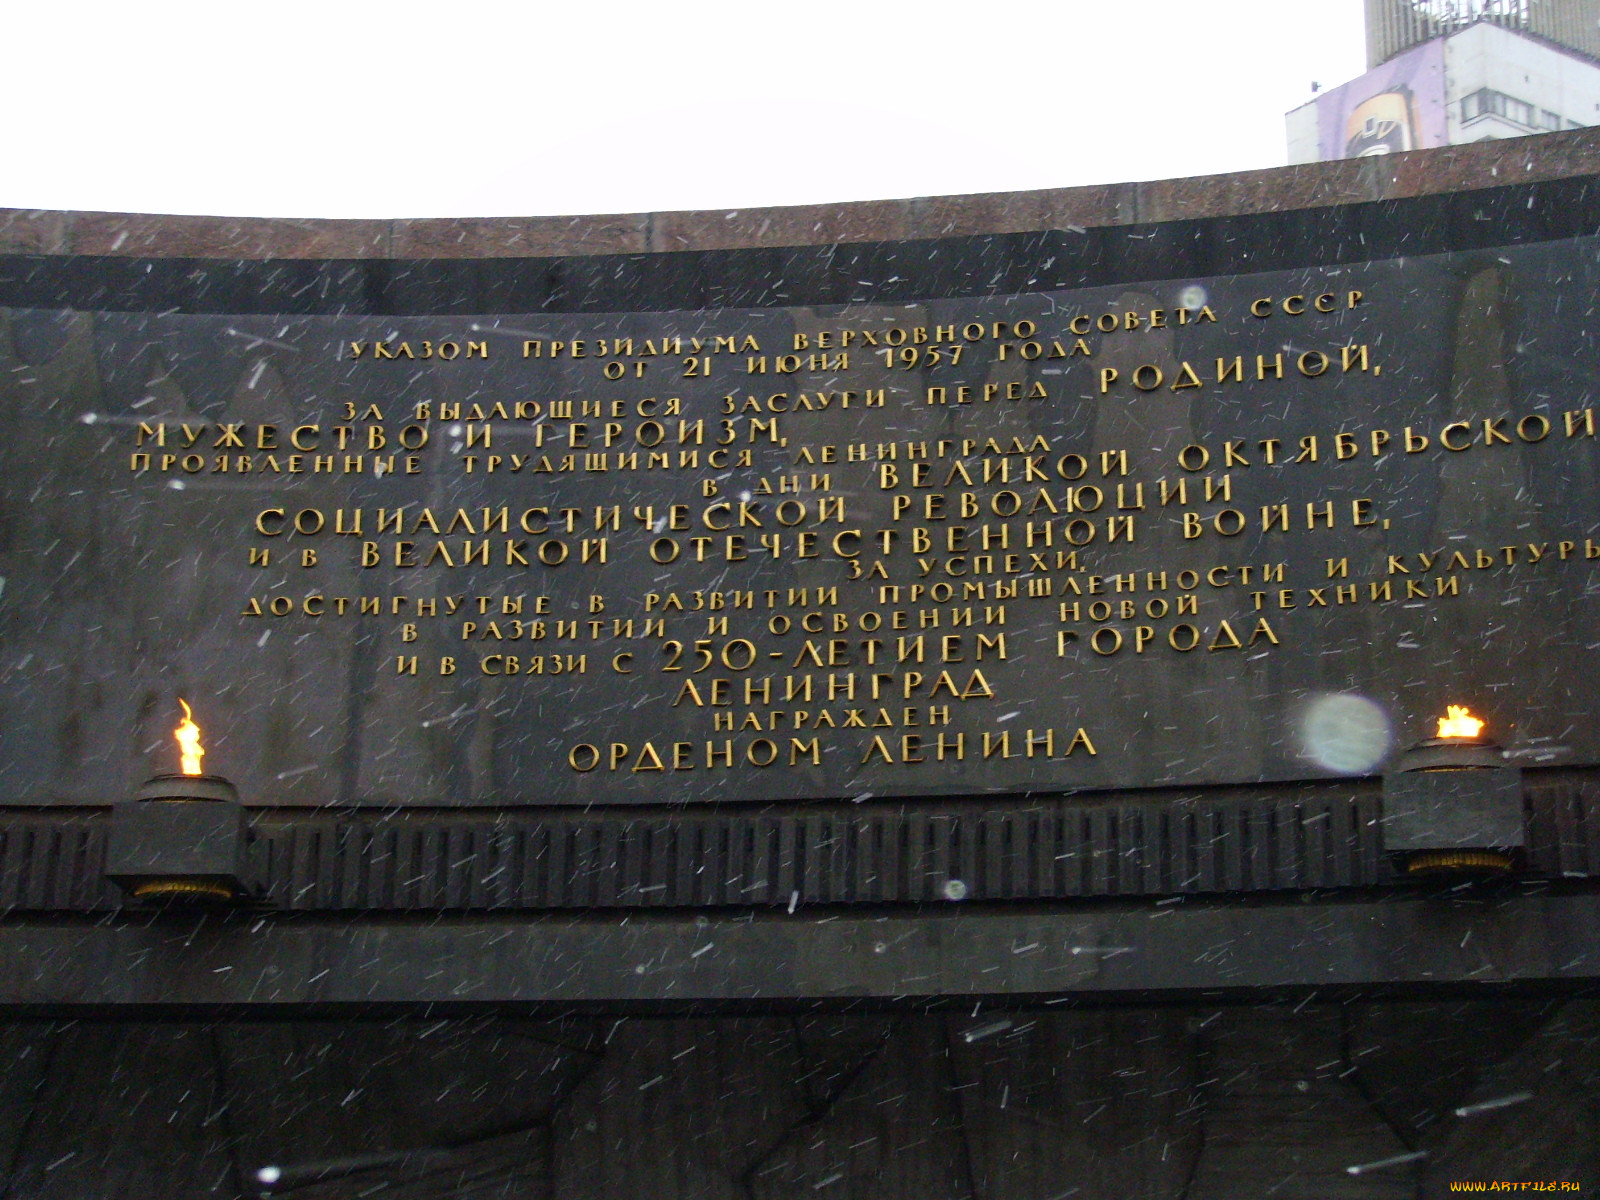 УКАЗОМ ПРЕЗИДИУМА ВЕРХОВНОГО СОВЕТА СССР
ОТ 21 ИЮНЯ 1957 ГОДА
ЗА ВЫДАЮЩИЕСЯ ЗАСЛУГИ ПЕРЕД РОДИНОЙ,
МУЖЕСТВО И ГЕРОИЗМ,
ПРОЯВЛЕННЫЕ ТРУДЯЩИМИСЯ ЛЕНИНГРАДА
В ДНИ ВЕЛИКОЙ ОКТЯБРЬСКОЙ
СОЦИАЛИСТИЧЕСКОЙ РЕВОЛЮЦИИ
И В ВЕЛИКОЙ ОТЕЧЕСТВЕННОЙ ВОЙНЕ,
ЗА УСПЕХИ,
ДОСТИГНУТЫЕ В РАЗВИТИИ ПРОМЫШЛЕННОСТИ И КУЛЬТУРЫ
В РАЗВИТИИ И ОСВОЕНИИ НОВОЙ ТЕХНИКИ
И В СВЯЗИ С 250-ЛЕТИЕМ ГОРОДА
ЛЕНИНГРАД
НАГРАЖДЕН
ОРДЕНОМ ЛЕНИНА
www.ARTFILE.RU